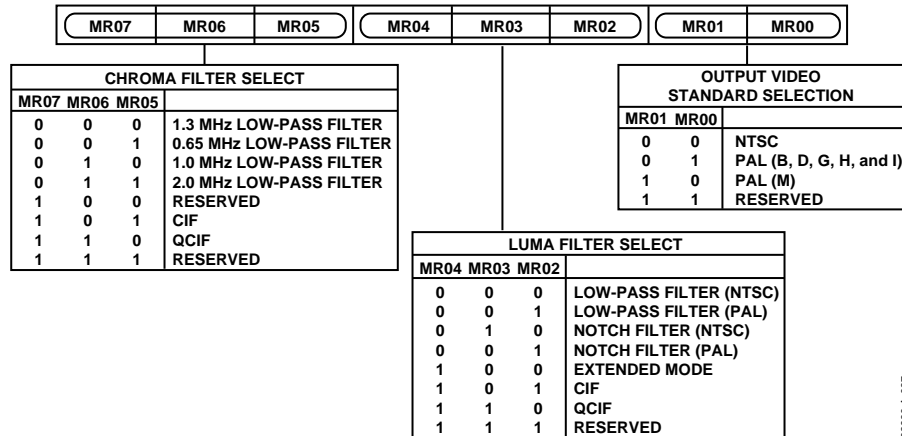 MR07 MR06 MR05 MR04 MR03 MR02 MR01 MR00
CHROMA FILTER SELECT
MR07 MR06 MR05
0 0 0 1.3 MHz LOW-PASS FILTER
0 0 1 0.65 MHz LOW-PASS FILTER
0 1 0 1.0 MHz LOW-PASS FILTER
0 1 1 2.0 MHz LOW-PASS FILTER
1 0 0 RESERVED
1 0 1 CIF
1 1 0 QCIF
1 1 1 RESERVED
OUTPUT VIDEO
STANDARD SELECTION
MR01 MR00
0 0 NTSC
0 1 PAL (B, D, G, H, and I)
1 0 PAL (M)
1 1 RESERVED
LUMA FILTER SELECT
MR04 MR03 MR02
0 0 0 LOW-PASS FILTER (NTSC)
0 0 1 LOW-PASS FILTER (PAL)
0 1 0 NOTCH FILTER (NTSC)
0 0 1 NOTCH FILTER (PAL)
1 0 0 EXTENDED MODE
1 0 1 CIF
1 1 0 QCIF
1 1 1 RESERVED